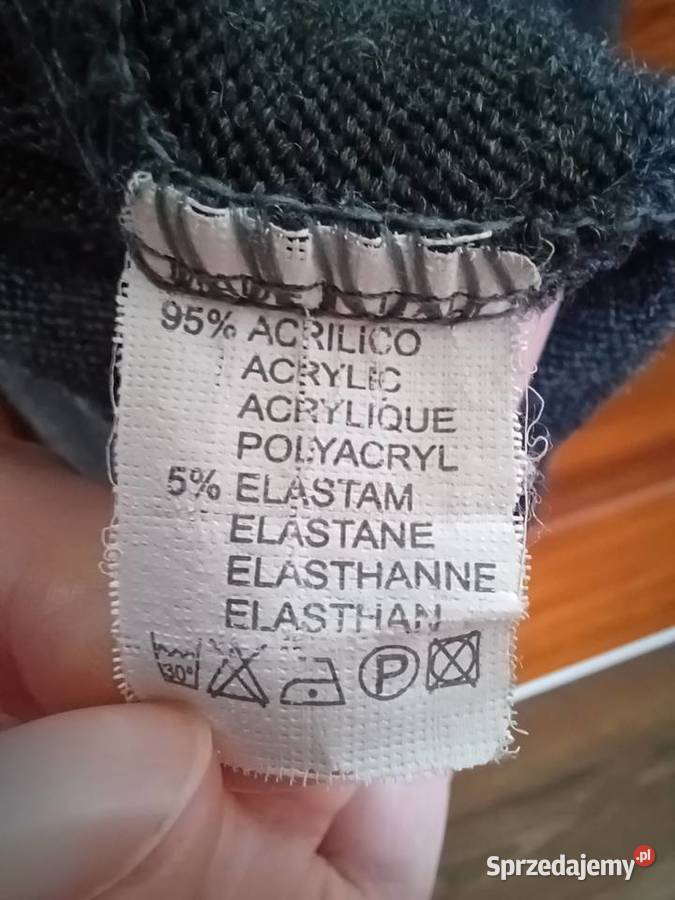 95% ACRILICO
ACRYLIC
ACRYLIQUE
POLYACRYL
5% ELASTAM
ELASTANE
ELASTHANNE
ELASTHAN
30°
P
Sprzedajemy.pl